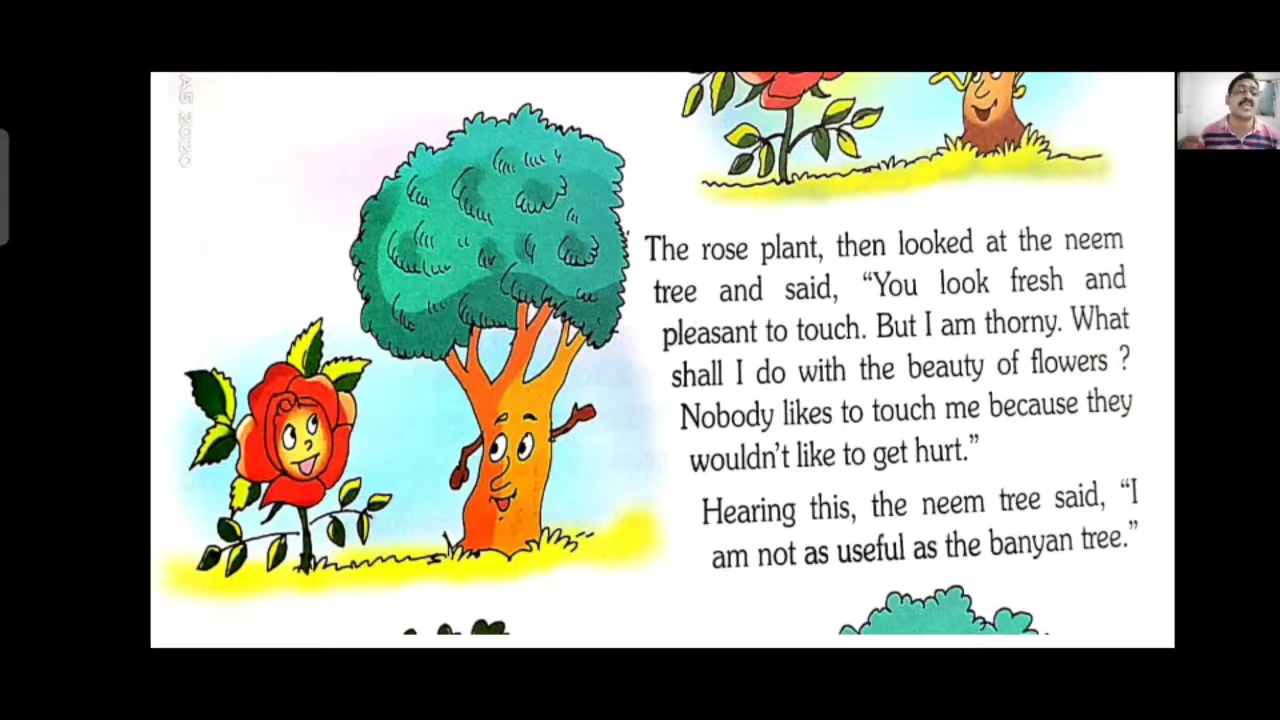 The rose plant, then looked at the neem
tree and said, “You look fresh and
pleasant to touch. But I am thorny. What
shall I do with the beauty of flowers ?
Nobody likes to touch me because they
wouldn’t like to get hurt.”
Hearing this, the neem tree said, “I
am not as useful as the banyan tree.”